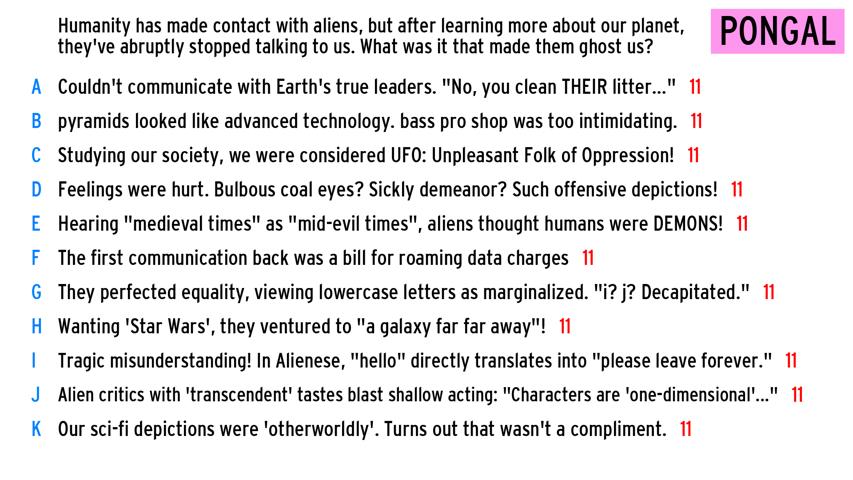 Humanity has made contact with aliens, but after learning more about our planet,
they've abruptly stopped talking to us. What was it that made them ghost us?
PONGAL
A Couldn't communicate with Earth's true leaders. "No, you clean THEIR litter..." 11
B pyramids looked like advanced technology. bass pro shop was too intimidating. 11
C Studying our society, we were considered UFO: Unpleasant Folk of Oppression! 11
D Feelings were hurt. Bulbous coal eyes? Sickly demeanor? Such offensive depictions! 11
E Hearing "medieval times" as "mid-evil times", aliens thought humans were DEMONS! 11
F The first communication back was a bill for roaming data charges 11
G They perfected equality, viewing lowercase letters as marginalized. "i? j? Decapitated." 11
H Wanting 'Star Wars', they ventured to "a galaxy far far away"! 11
I Tragic misunderstanding! In Alienese, "hello" directly translates into "please leave forever." 11
J Alien critics with 'transcendent' tastes blast shallow acting: "Characters are 'one-dimensional'..." 11
K Our sci-fi depictions were 'otherworldly'. Turns out that wasn't a compliment. 11